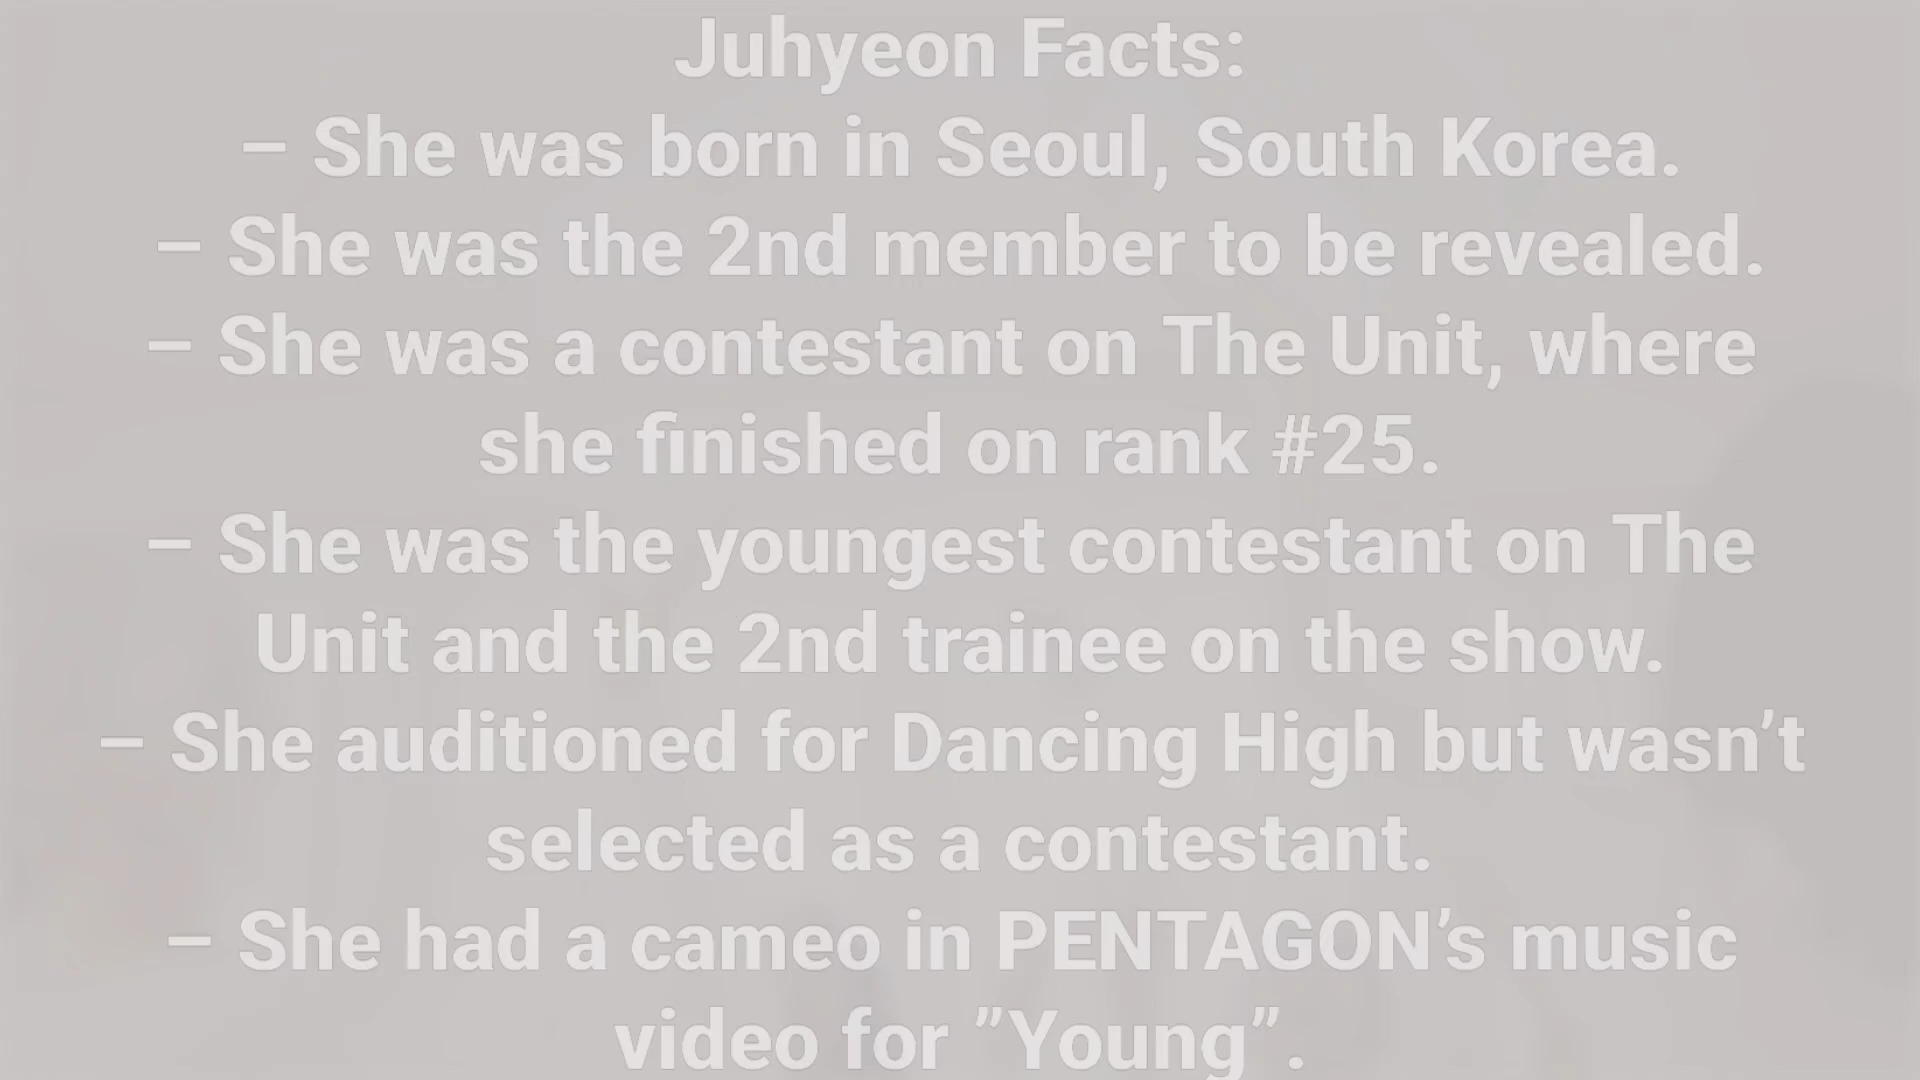 Juhyeon Facts:
– She was born in Seoul, South Korea.
– She was the 2nd member to be revealed.
– She was a contestant on The Unit, where
she finished on rank #25.
– She was the youngest contestant on The
Unit and the 2nd trainee on the show.
– She auditioned for Dancing High but wasn’t
selected as a contestant.
– She had a cameo in PENTAGON’s music
video for ”Young”.